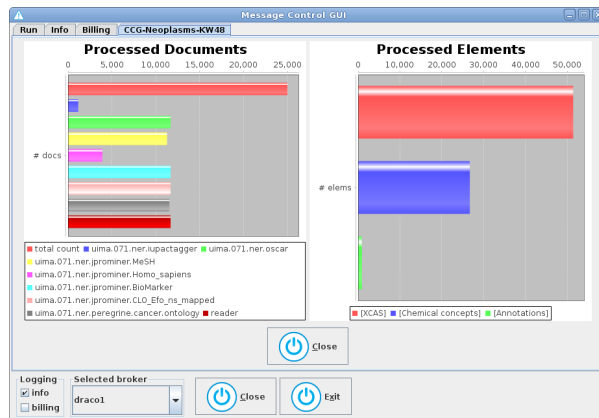 Message Control GUI
Run Info Billing CCG-Neoplasms-KW48
Processed Documents
0 5,000 10,000 15,000 20,000 25,000
# docs
total count uima.071.ner.iupactagger uima.071.ner.oscar
uima.071.ner.jprominer.MeSH
uima.071.ner.jprominer.Homo_sapiens
uima.071.ner.jprominer.BioMarker
uima.071.ner.jprominer.CLO_Efo_ns_mapped
uima.071.ner.peregrine.cancer.ontology reader
Processed Elements
0 10,000 20,000 30,000 40,000 50,000
# elems
[XCAS] [Chemical concepts] [Annotations]
Close
Logging
info
billing
Selected broker
draco1
Close
Exit